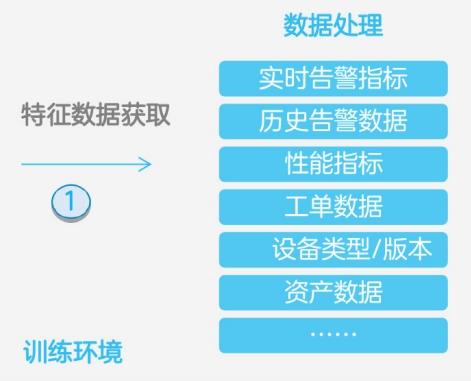 数据处理
特征数据获取
1
实时告警指标
历史告警数据
性能指标
工单数据
设备类型/版本
资产数据
……
训练环境